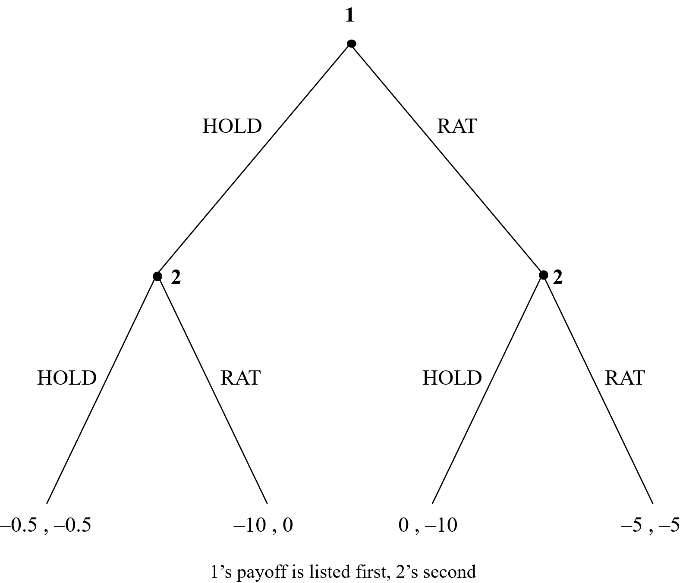 1
HOLD RAT
2 2
HOLD RAT HOLD RAT
–0.5 , –0.5 –10 , 0 0 , –10 –5 , –5
1's payoff is listed first, 2's second